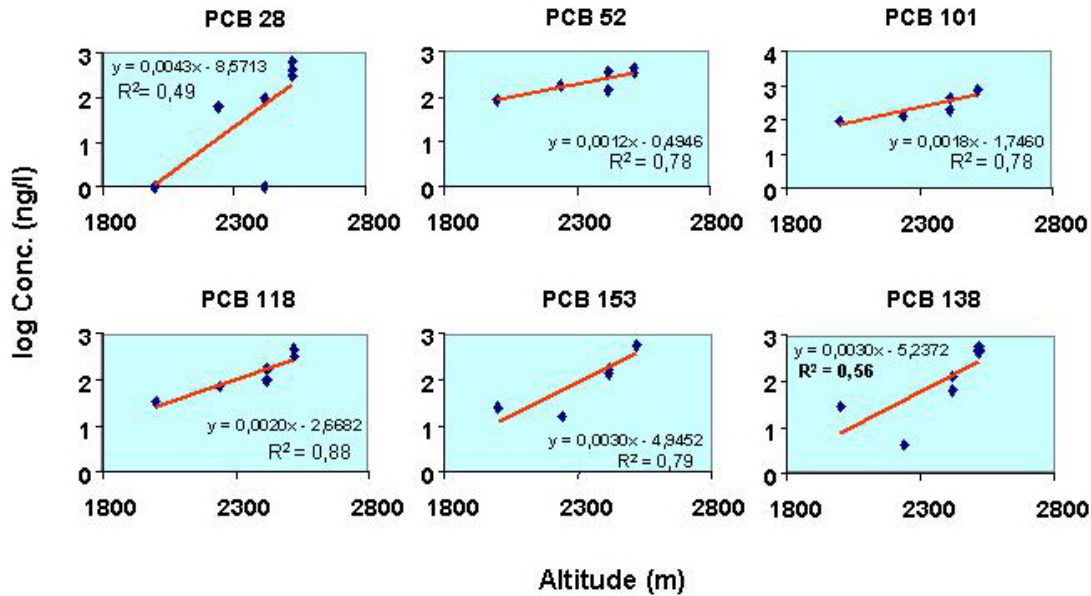 PCB 28
3
2
1
0
y = 0,0043x - 8,5713
R² = 0,49
1800 2300 2800
PCB 52
3
2
1
0
y = 0,0012x - 0,4946
R² = 0,78
1800 2300 2800
PCB 101
4
3
2
1
0
y = 0,0018x - 1,7460
R² = 0,78
1800 2300 2800
log Conc. (ng/l)
PCB 118
3
2
1
0
y = 0,0020x - 2,6682
R² = 0,88
1800 2300 2800
PCB 153
3
2
1
0
y = 0,0030x - 4,9452
R² = 0,79
1800 2300 2800
PCB 138
3
2
1
0
y = 0,0030x - 5,2372
R² = 0,56
1800 2300 2800
Altitude (m)